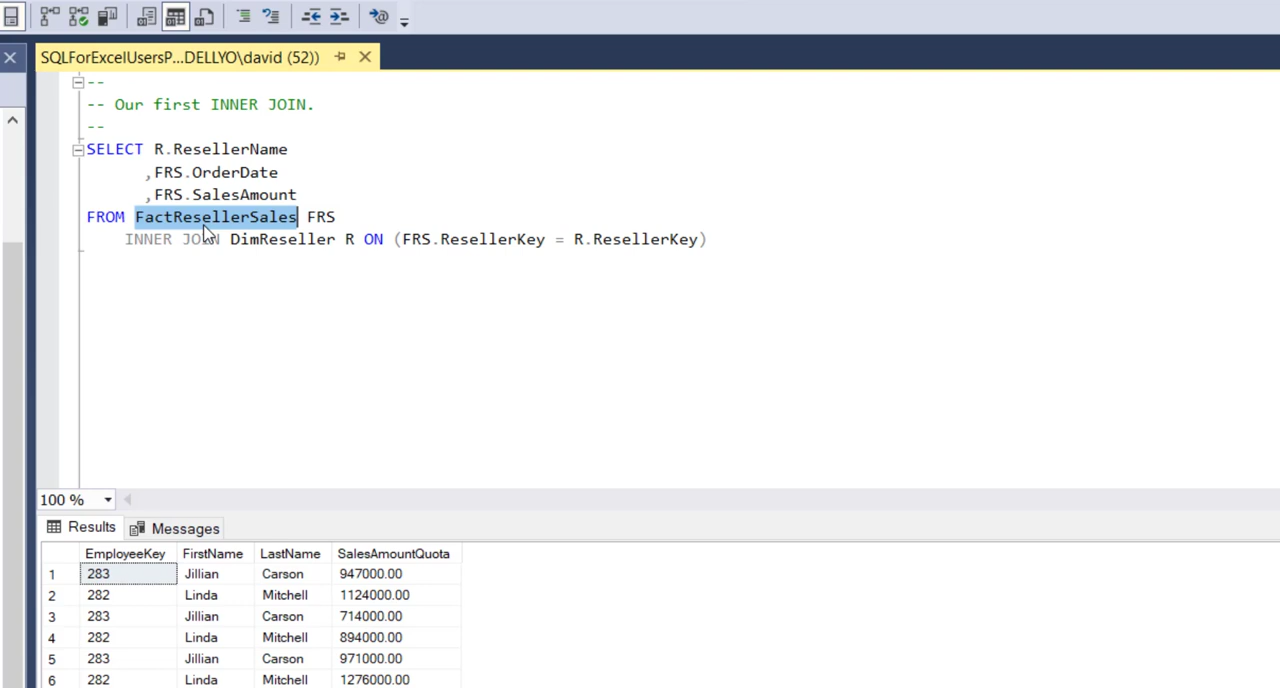 SQLForExcelUsersP...DELLYO\david (52))
--
-- Our first INNER JOIN.
--
SELECT R.ResellerName
,FRS.OrderDate
,FRS.SalesAmount
FROM FactResellerSales FRS
INNER JOIN DimReseller R ON (FRS.ResellerKey = R.ResellerKey)
100 %
Results Messages
EmployeeKey FirstName LastName SalesAmountQuota
1 283 Jillian Carson 947000.00
2 282 Linda Mitchell 1124000.00
3 283 Jillian Carson 714000.00
4 282 Linda Mitchell 894000.00
5 283 Jillian Carson 971000.00
6 282 Linda Mitchell 1276000.00